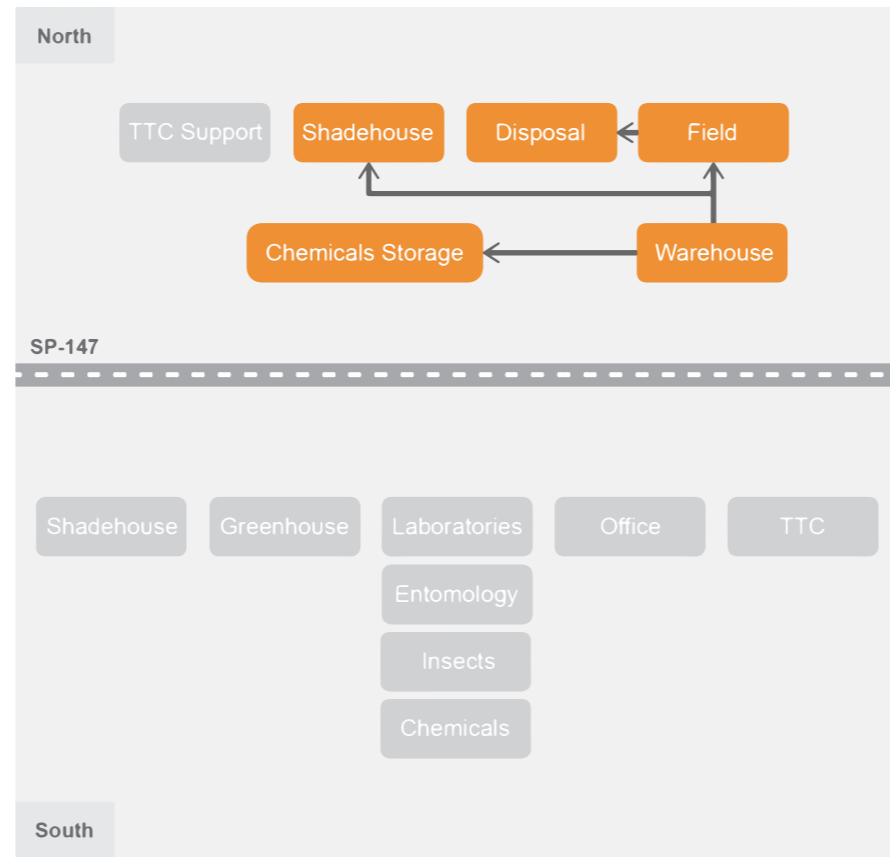 North
TTC Support
Shadehouse
Disposal
Field
Chemicals Storage
Warehouse
SP-147
Shadehouse
Greenhouse
Laboratories
Office
TTC
Entomology
Insects
Chemicals
South